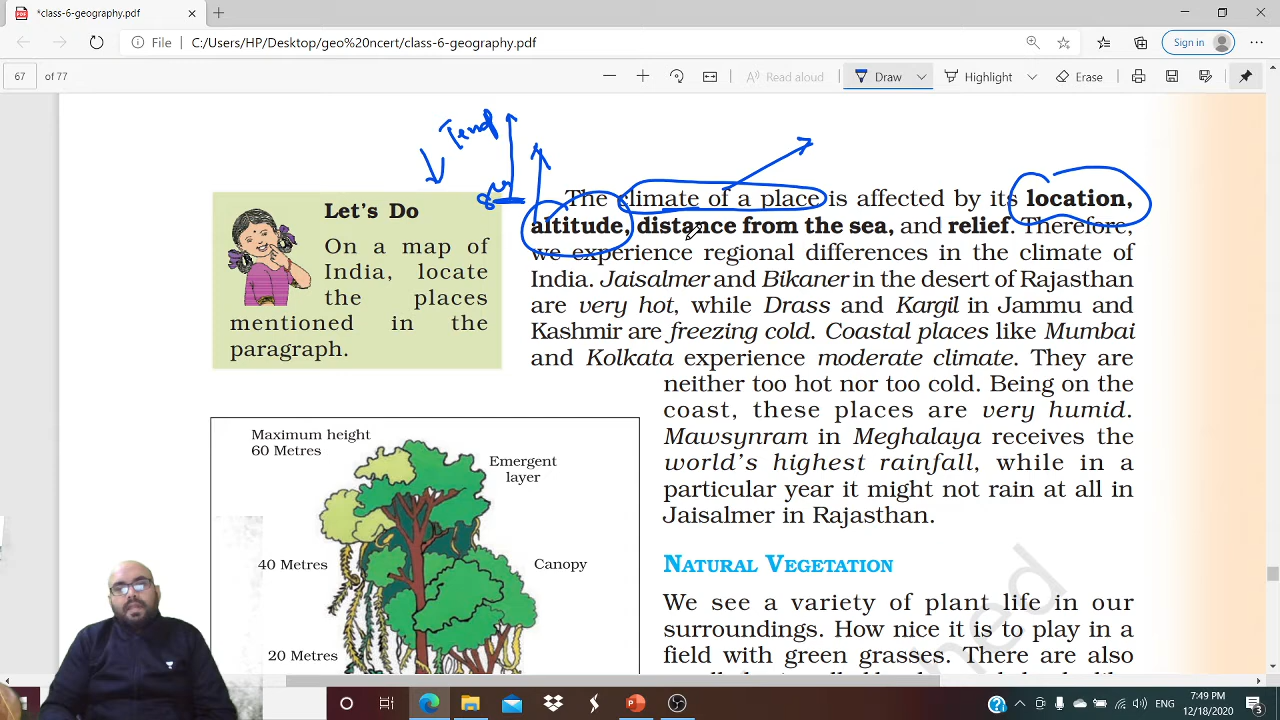 *class-6-geography.pdf
File
C:/Users/HP/Desktop/geo%20ncert/class-6-geography.pdf
Sign in
67 of 77
Read aloud
Draw
Highlight
Erase
Temp
The climate of a place is affected by its location,
altitude, distance from the sea, and relief. Therefore,
we experience regional differences in the climate of
India. Jaisalmer and Bikaner in the desert of Rajasthan
are very hot, while Drass and Kargil in Jammu and
Kashmir are freezing cold. Coastal places like Mumbai
and Kolkata experience moderate climate. They are
neither too hot nor too cold. Being on the
coast, these places are very humid.
Mawsynram in Meghalaya receives the
world's highest rainfall, while in a
particular year it might not rain at all in
Jaisalmer in Rajasthan.
Let's Do
On a map of
India, locate
the places
mentioned in the
paragraph.
Maximum height
60 Metres
Emergent
layer
40 Metres
Canopy
20 Metres
NATURAL VEGETATION
We see a variety of plant life in our
surroundings. How nice it is to play in a
field with green grasses. There are also
7:49 PM
12/18/2020